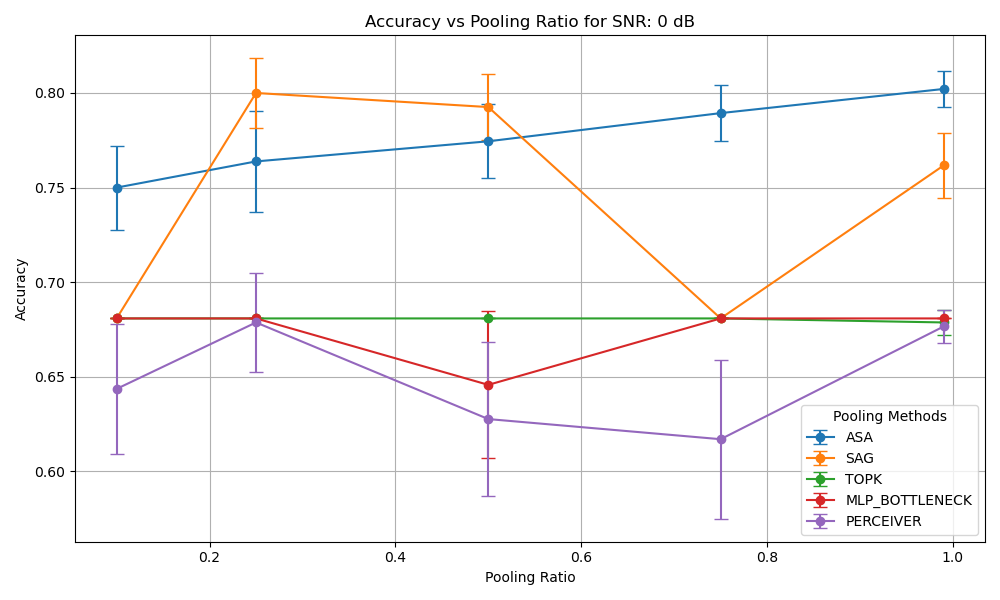 Accuracy vs Pooling Ratio for SNR: 0 dB
0.80
0.75
0.70
0.65
0.60
Accuracy
0.2
0.4
0.6
0.8
1.0
Pooling Ratio
Pooling Methods
ASA
SAG
TOPK
MLP_BOTTLENECK
PERCEIVER